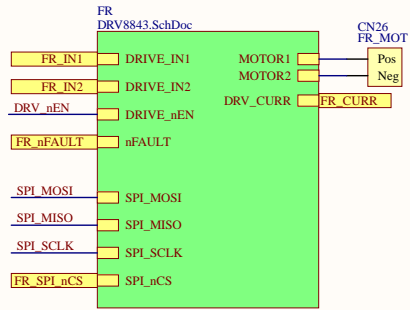 FR
DRV8843.SchDoc
CN26
FR_MOT
FR_IN1 DRIVE_IN1 MOTOR1 Pos
MOTOR2 Neg
FR_IN2 DRIVE_IN2
DRV_CURR FR_CURR
DRV_nEN DRIVE_nEN
FR_nFAULT nFAULT
SPI_MOSI SPI_MOSI
SPI_MISO SPI_MISO
SPI_SCLK SPI_SCLK
FR_SPI_nCS SPI_nCS